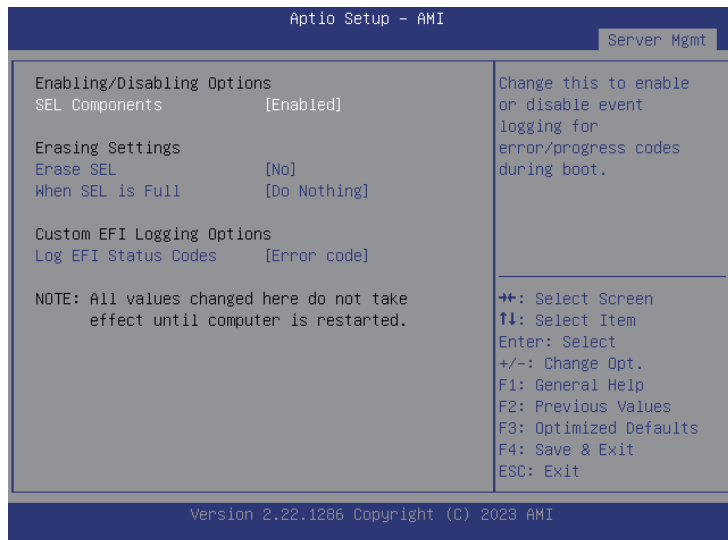 Aptio Setup – AMI
Server Mgmt
Enabling/Disabling Options
SEL Components [Enabled]
Erasing Settings
Erase SEL [No]
When SEL is Full [Do Nothing]
Custom EFI Logging Options
Log EFI Status Codes [Error code]
NOTE: All values changed here do not take
effect until computer is restarted.
Change this to enable
or disable event
logging for
error/progress codes
during boot.
→←: Select Screen
↑↓: Select Item
Enter: Select
+/-: Change Opt.
F1: General Help
F2: Previous Values
F3: Optimized Defaults
F4: Save & Exit
ESC: Exit
Version 2.22.1286 Copyright (C) 2023 AMI